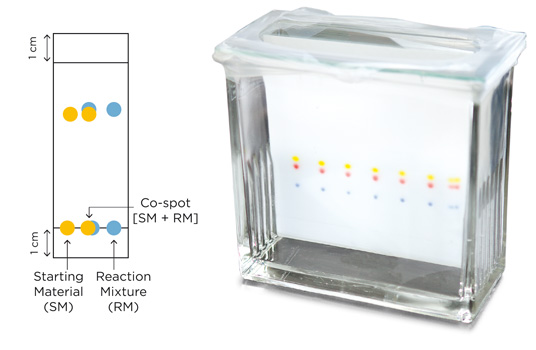 1 cm
Co-spot
[SM + RM]
1 cm
Starting
Material
(SM)
Reaction
Mixture
(RM)